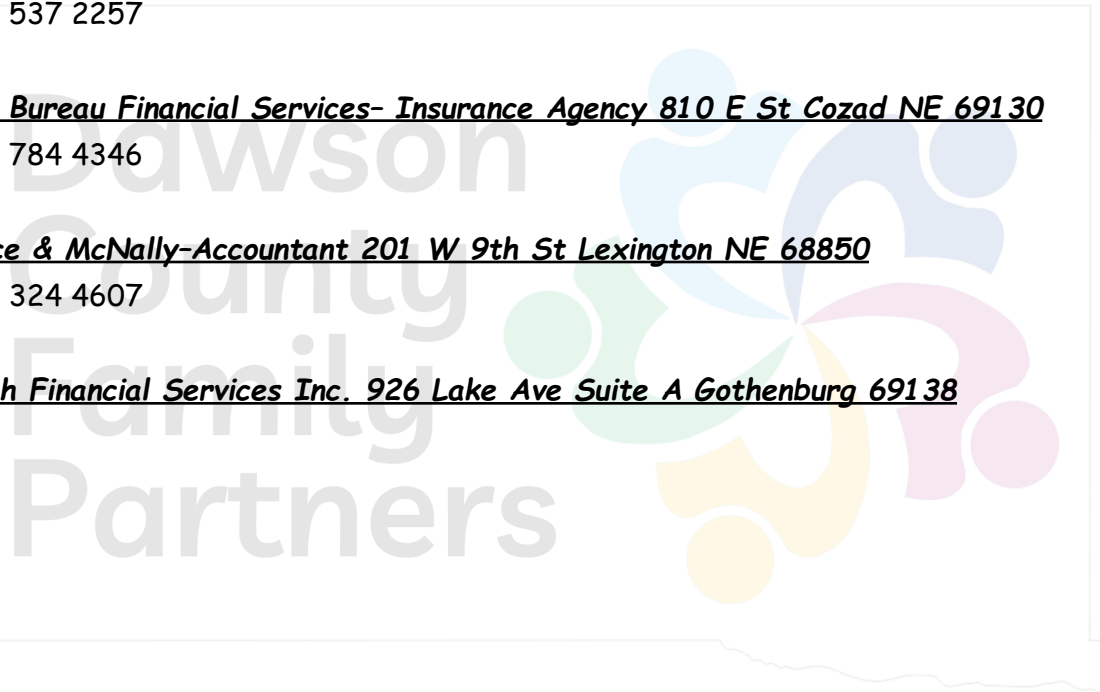 537 2257
Bureau Financial Services– Insurance Agency 810 E St Cozad NE 69130
784 4346
ce & McNally–Accountant 201 W 9th St Lexington NE 68850
324 4607
h Financial Services Inc. 926 Lake Ave Suite A Gothenburg 69138
Dawson
County
Family
Partners